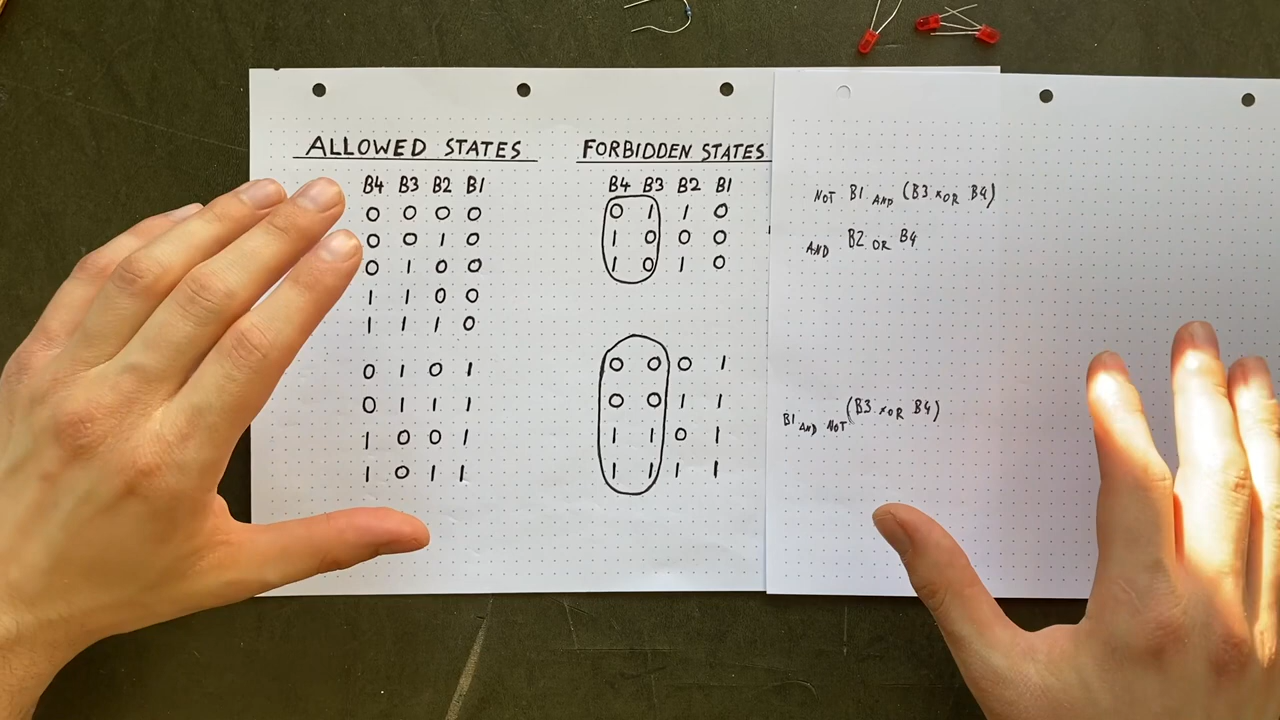 ALLOWED STATES
B4 B3 B2 B1
0 0 0 0
0 0 1 0
0 1 0 0
1 1 0 0
1 1 1 0
0 1 0 1
0 1 1 1
1 0 0 1
1 0 1 1
FORBIDDEN STATES
B4 B3 B2 B1
0 1 1 0
1 0 0 0
1 0 1 0
0 0 0 1
0 0 1 1
1 1 0 1
1 1 1 1
NOT B1 AND (B3 XOR B4)
AND B2 OR B4
B1 AND NOT (B3 XOR B4)